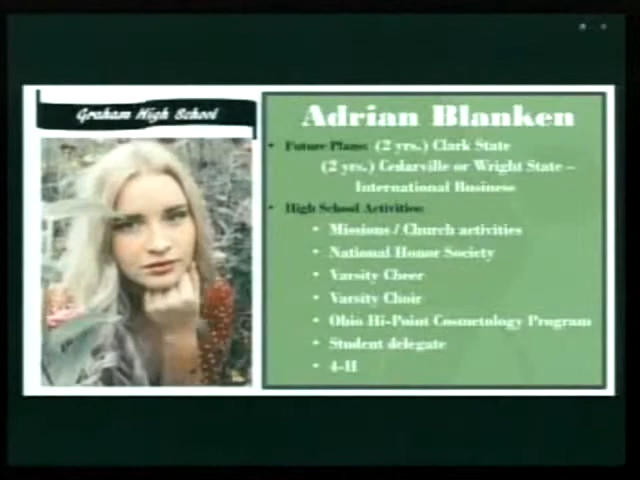 Graham High School
Adrian Blanken
• Future Plans: (2 yrs.) Clark State
(2 yrs.) Cedarville or Wright State –
International Business
• High School Activities:
• Missions / Church activities
• National Honor Society
• Varsity Cheer
• Varsity Choir
• Ohio Hi-Point Cosmetology Program
• Student delegate
• 4-H